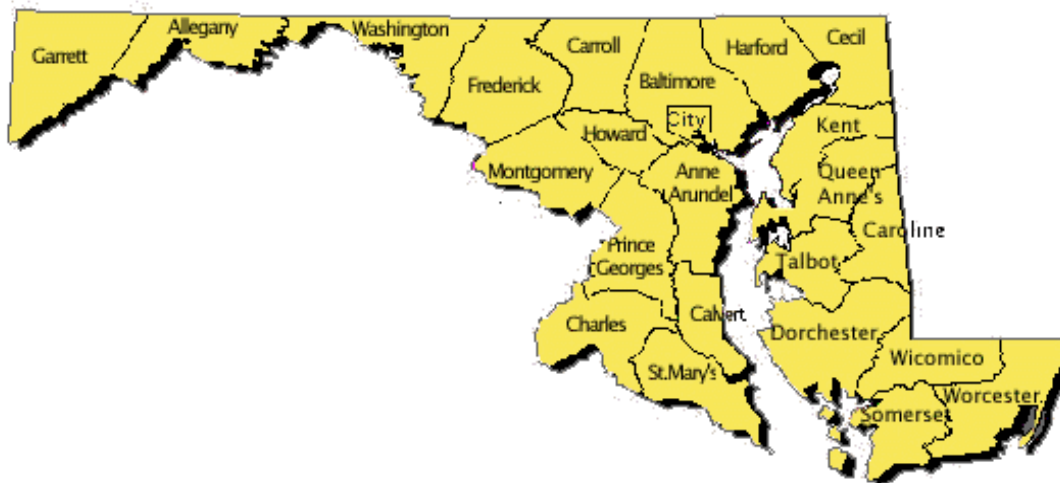 Garrett
Allegany
Washington
Frederick
Carroll
Baltimore
Harford
Cecil
City
Howard
Kent
Montgomery
Anne
Arundel
Queen
Anne's
Caroline
Prince
Georges
Talbot
Charles
Calvert
Dorchester
St.Mary's
Wicomico
Somerset
Worcester